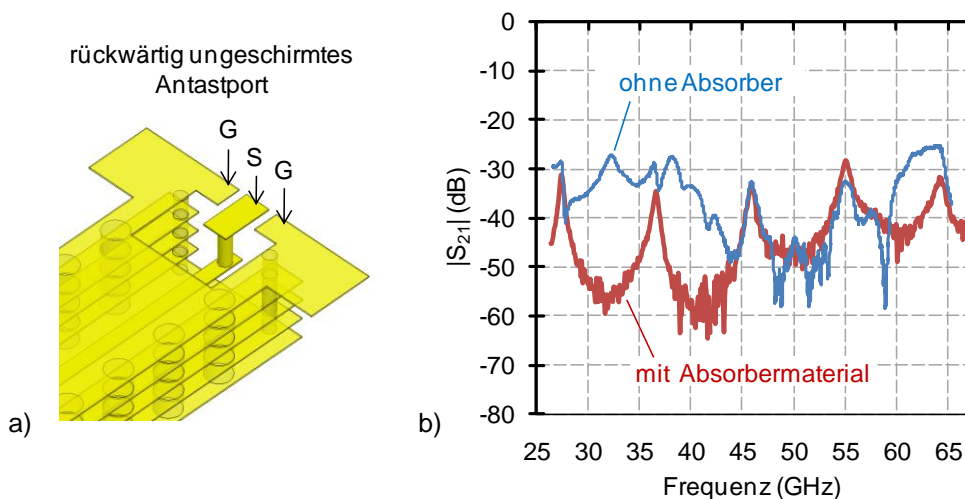 a)
rückwärtig ungeschirmtes
Antastport
G
S
G
b)
|S21| (dB)
0
-10
-20
-30
-40
-50
-60
-70
-80
ohne Absorber
mit Absorbermaterial
25 30 35 40 45 50 55 60 65
Frequenz (GHz)